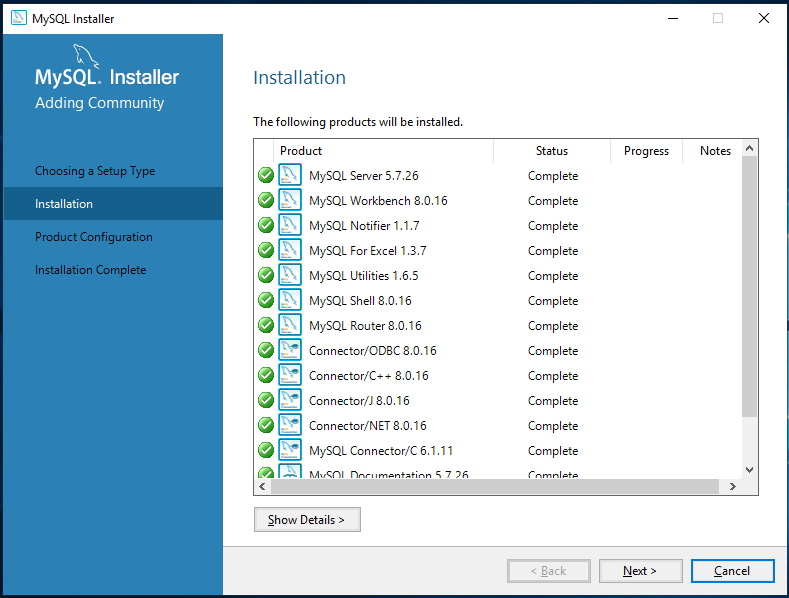 MySQL Installer
MySQL. Installer
Adding Community
Choosing a Setup Type
Installation
Product Configuration
Installation Complete
Installation
The following products will be installed.
Product Status Progress Notes
MySQL Server 5.7.26 Complete
MySQL Workbench 8.0.16 Complete
MySQL Notifier 1.1.7 Complete
MySQL For Excel 1.3.7 Complete
MySQL Utilities 1.6.5 Complete
MySQL Shell 8.0.16 Complete
MySQL Router 8.0.16 Complete
Connector/ODBC 8.0.16 Complete
Connector/C++ 8.0.16 Complete
Connector/J 8.0.16 Complete
Connector/NET 8.0.16 Complete
MySQL Connector/C 6.1.11 Complete
MySQL Documentation 5.7.26 Complete
Show Details >
< Back Next > Cancel